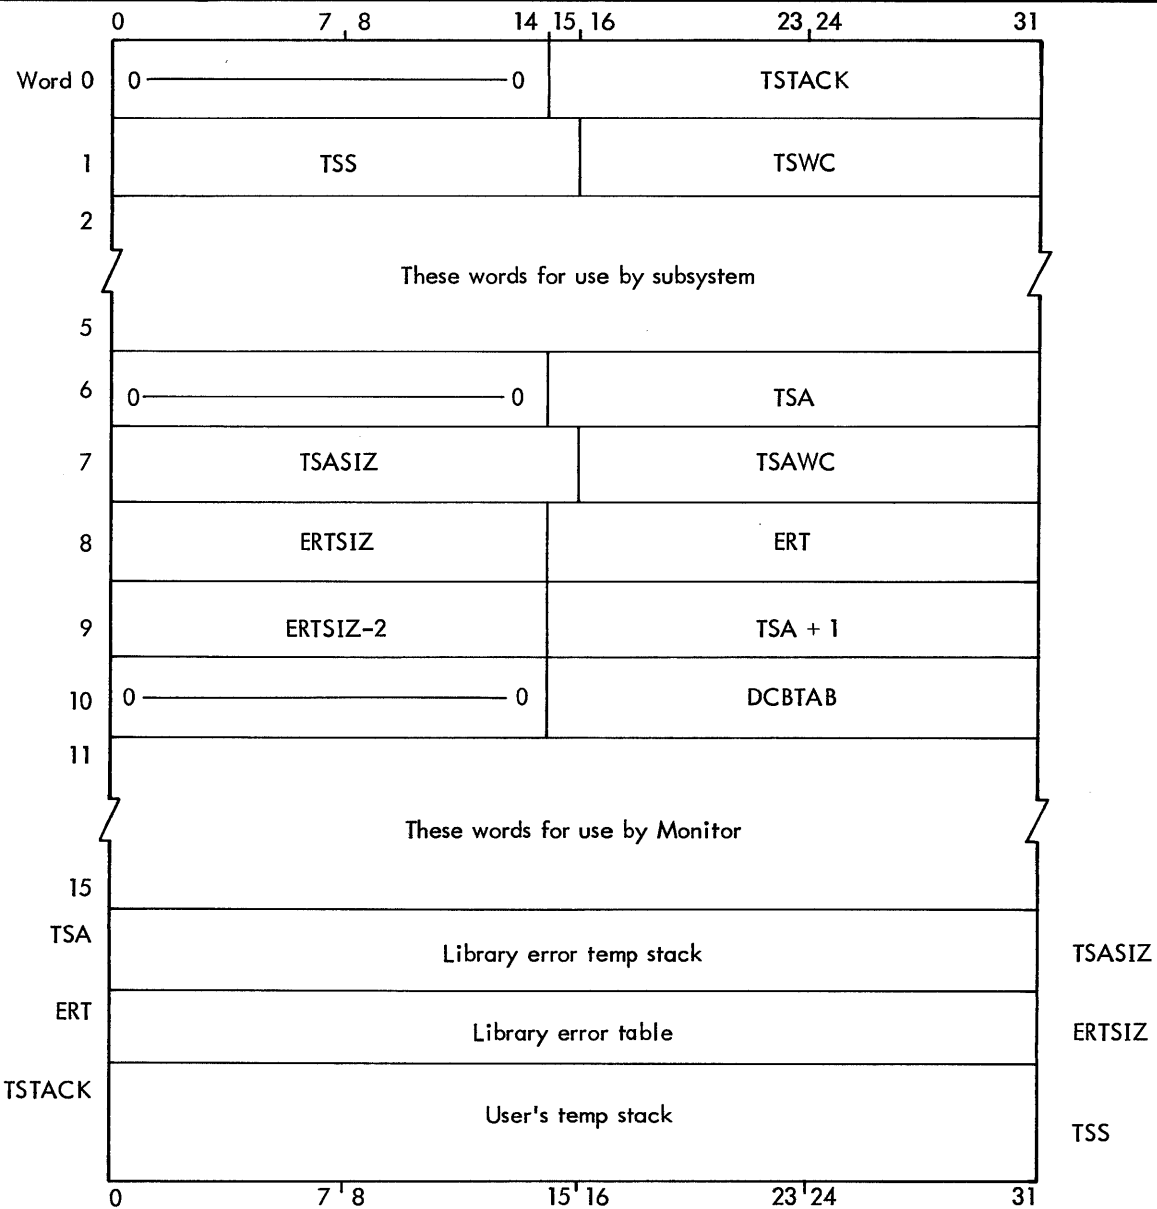 0 7 8 14 15 16 23 24 31
Word 0 0 0 TSTACK
1 TSS TSWC
2
These words for use by subsystem
5
6 0 0 TSA
7 TSASIZ TSAWC
8 ERTSIZ ERT
9 ERTSIZ-2 TSA + 1
10 0 0 DCBTAB
11
These words for use by Monitor
15
TSA Library error temp stack TSASIZ
ERT Library error table ERTSIZ
TSTACK User's temp stack TSS
0 7 8 15 16 23 24 31